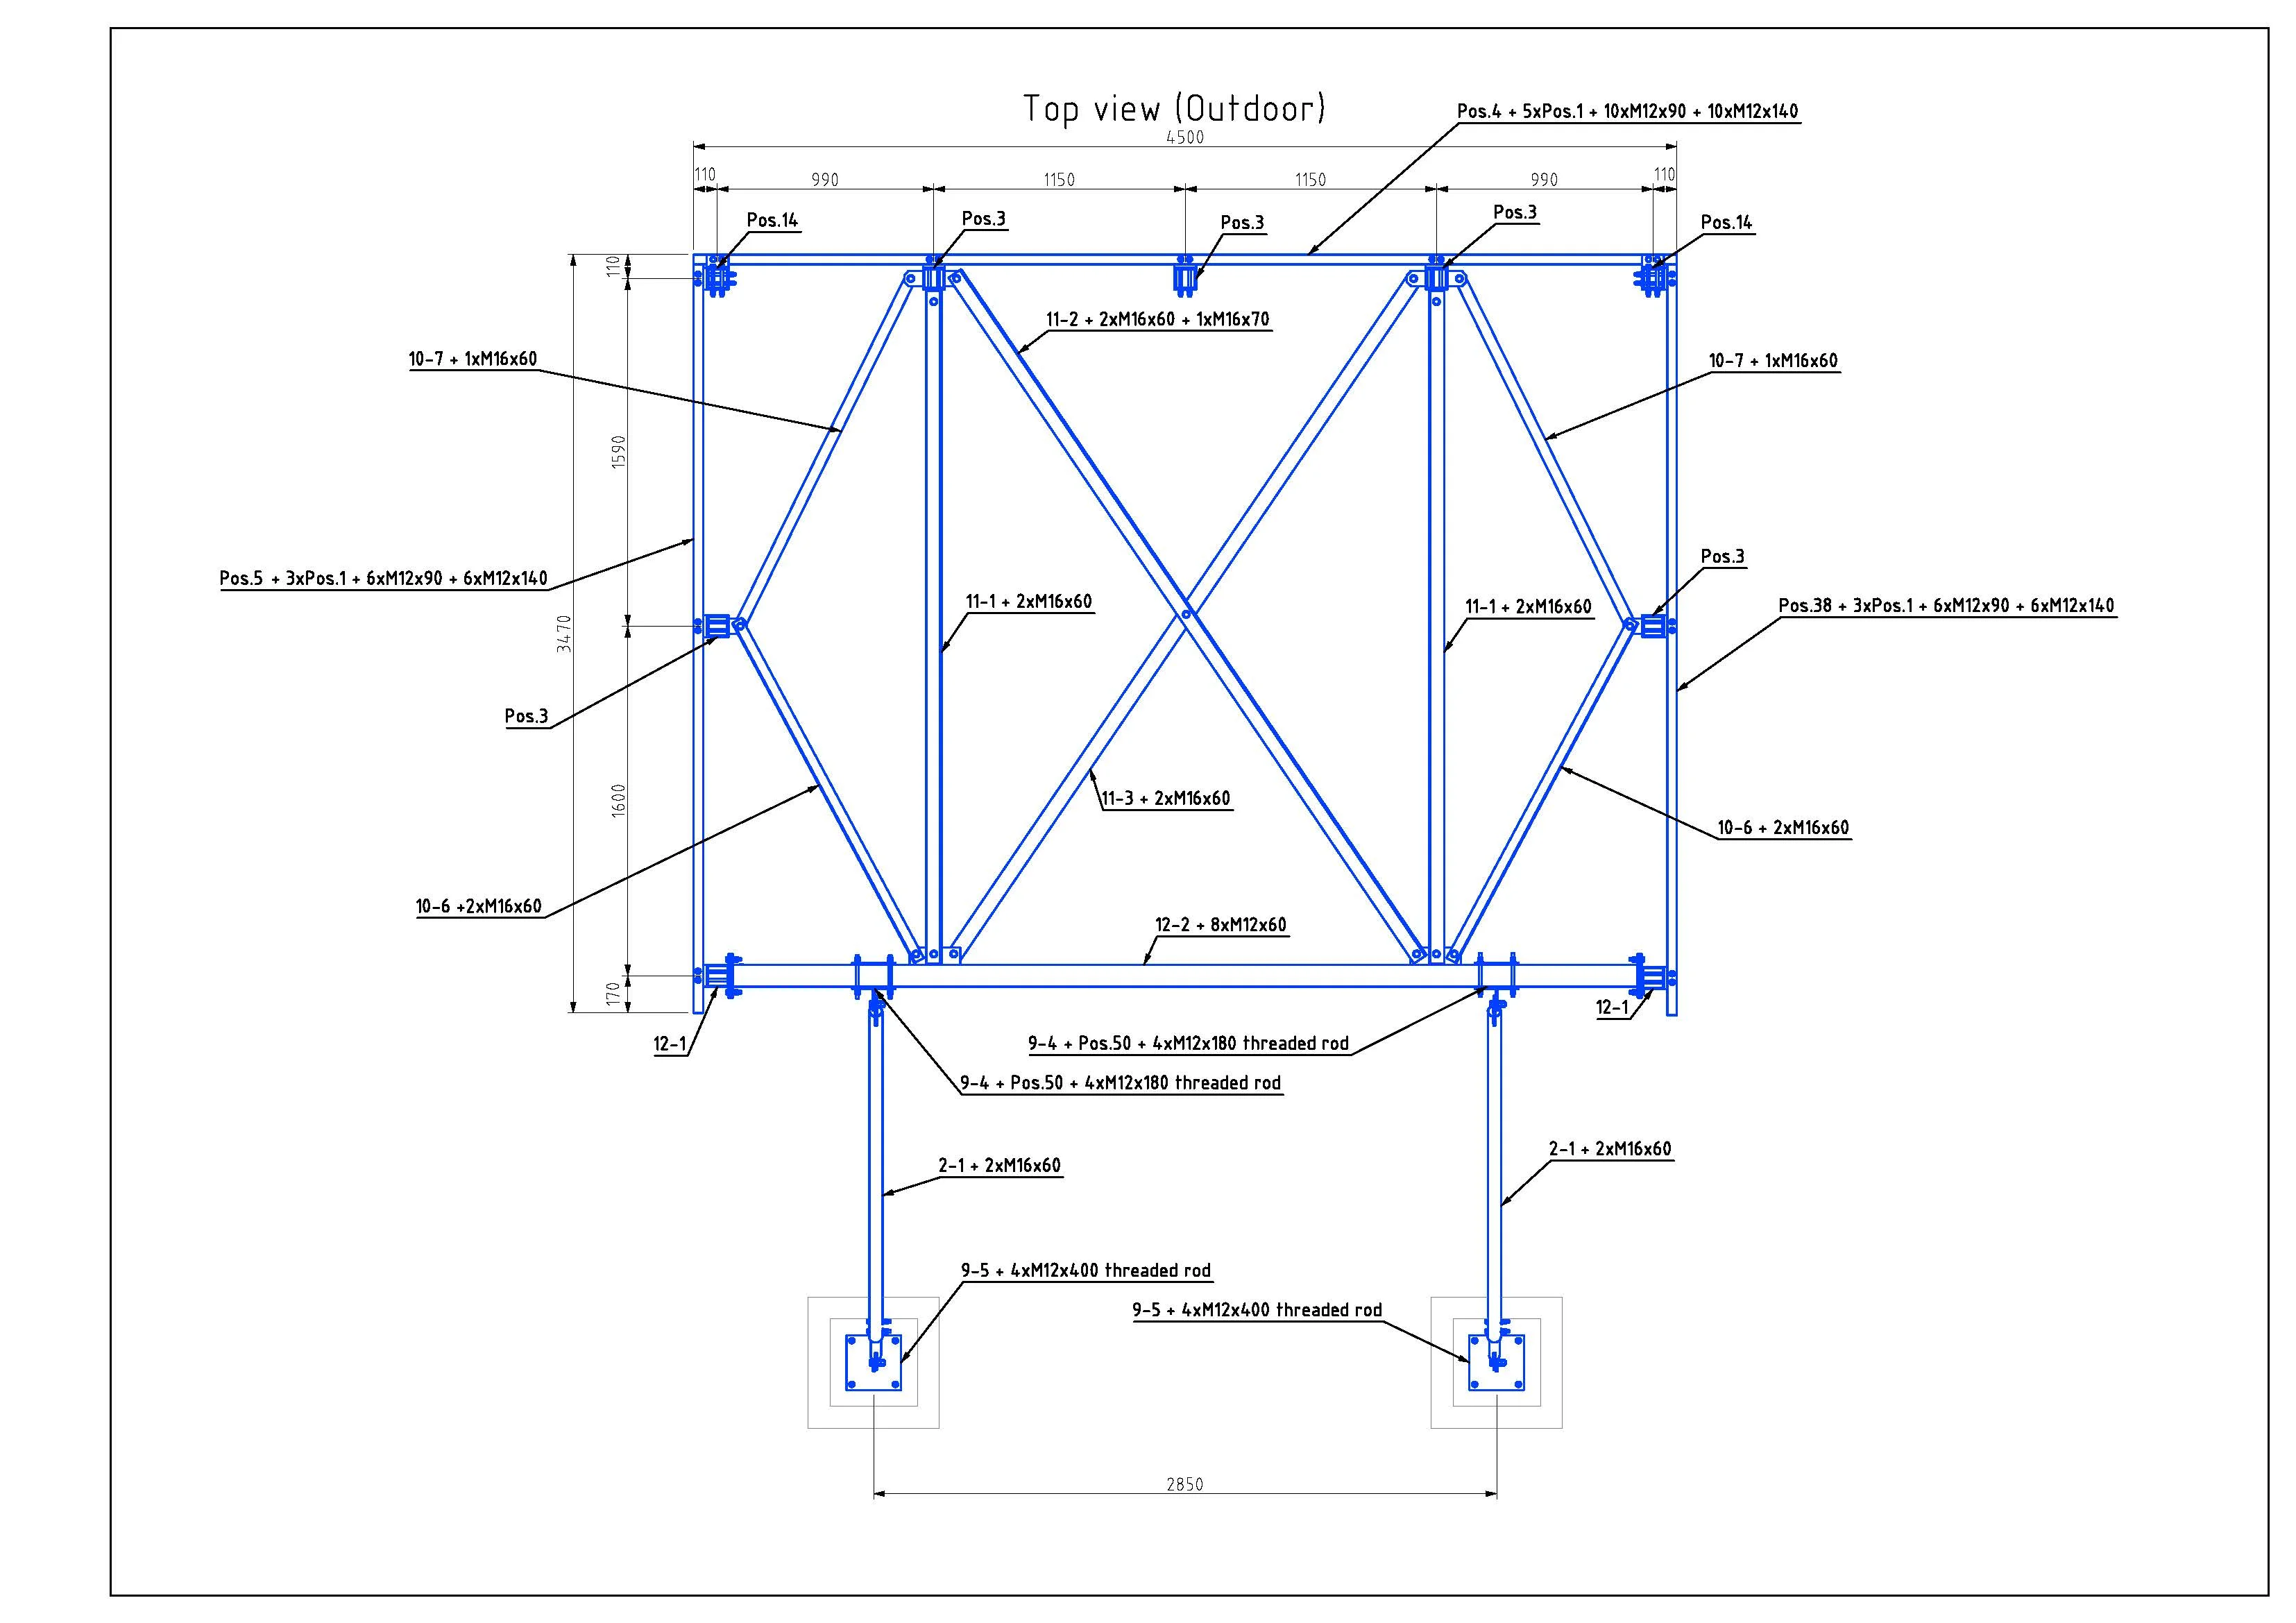 Top view (Outdoor)
Pos.4 + 5xPos.1 + 10xM12x90 + 10xM12x140
4500
110
990
1150
1150
990
110
Pos.14
Pos.3
Pos.3
Pos.3
Pos.14
110
11-2 + 2xM16x60 + 1xM16x70
10-7 + 1xM16x60
10-7 + 1xM16x60
1590
Pos.3
Pos.5 + 3xPos.1 + 6xM12x90 + 6xM12x140
11-1 + 2xM16x60
11-1 + 2xM16x60
Pos.38 + 3xPos.1 + 6xM12x90 + 6xM12x140
3470
Pos.3
1600
11-3 + 2xM16x60
10-6 + 2xM16x60
10-6 +2xM16x60
12-2 + 8xM12x60
170
12-1
12-1
9-4 + Pos.50 + 4xM12x180 threaded rod
9-4 + Pos.50 + 4xM12x180 threaded rod
2-1 + 2xM16x60
2-1 + 2xM16x60
9-5 + 4xM12x400 threaded rod
9-5 + 4xM12x400 threaded rod
2850